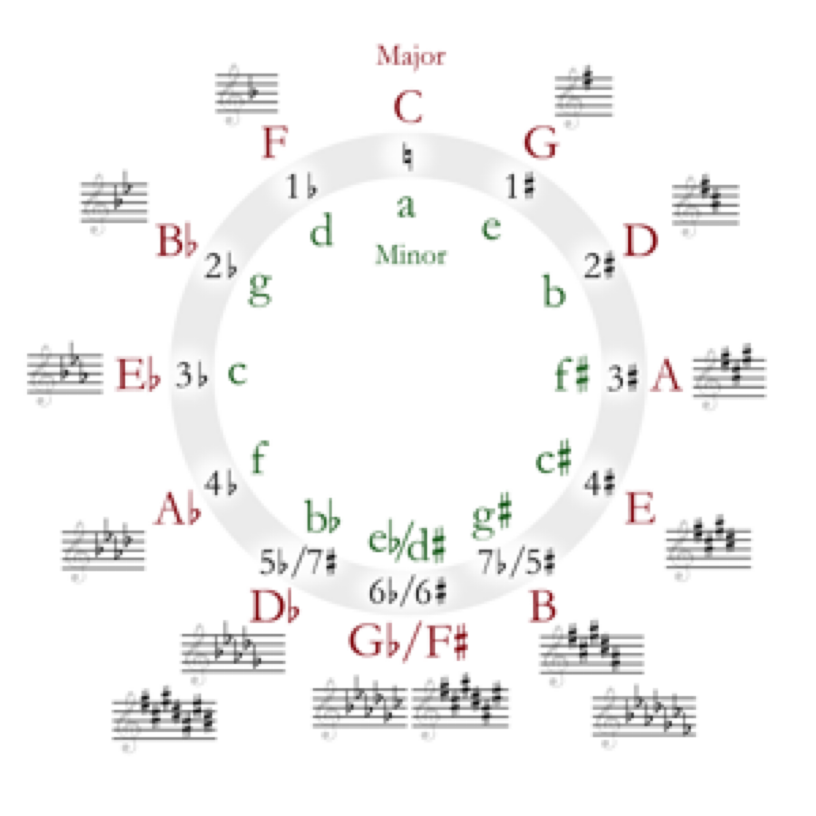 Major
C
F
G
♮
1♭
1♯
a
d
e
Minor
B♭
D
2♭
2♯
g
b
E♭
3♭
c
f♯
3♯
A
f
c♯
4♭
4♯
A♭
E
b♭
g♯
e♭/d♯
5♭/7♯
7♭/5♯
6♭/6♯
D♭
B
G♭/F♯